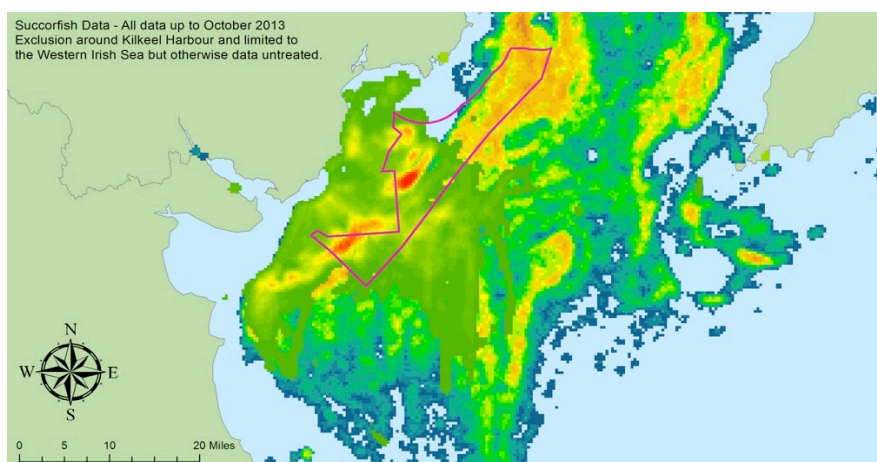 Succorfish Data - All data up to October 2013
Exclusion around Kilkeel Harbour and limited to
the Western Irish Sea but otherwise data untreated.
N
W E
S
0 5 10 20 Miles